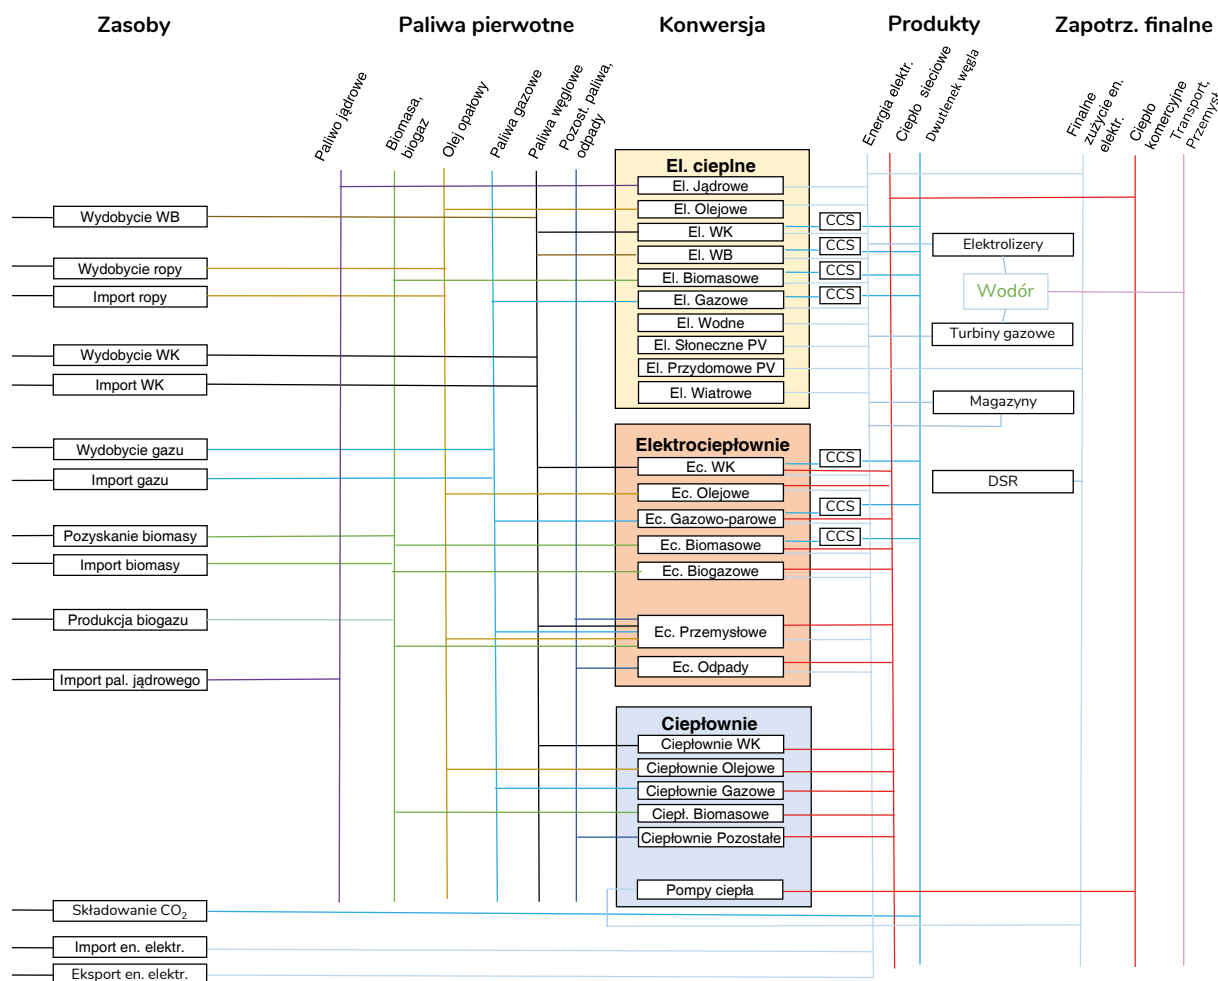 Zasoby
Paliwa pierwotne
Konwersja
Produkty
Zapotrz. finalne
Paliwo jądrowe
Biomasa,
biogaz
Olej opałowy
Paliwa gazowe
Paliwa węglowe
Pozost. paliwa,
odpady
Energia elektr.
Ciepło sieciowe
Dwutlenek węgla
Finalne
zużycie en.
elektr.
Ciepło
komercyjne
Transport,
Przemysł
Wydobycie WB
Wydobycie ropy
Import ropy
Wydobycie WK
Import WK
Wydobycie gazu
Import gazu
Pozyskanie biomasy
Import biomasy
Produkcja biogazu
Import pal. jądrowego
Składowanie CO₂
Import en. elektr.
Eksport en. elektr.
El. cieplne
El. Jądrowe
El. Olejowe
El. WK
El. WB
El. Biomasowe
El. Gazowe
El. Wodne
El. Słoneczne PV
El. Przydomowe PV
El. Wiatrowe
CCS
CCS
CCS
CCS
Elektrociepłownie
Ec. WK
Ec. Olejowe
Ec. Gazowo-parowe
Ec. Biomasowe
Ec. Biogazowe
Ec. Przemysłowe
Ec. Odpady
CCS
CCS
CCS
Ciepłownie
Ciepłownie WK
Ciepłownie Olejowe
Ciepłownie Gazowe
Ciepł. Biomasowe
Ciepłownie Pozostałe
Pompy ciepła
Elektrolizery
Wodór
Turbiny gazowe
Magazyny
DSR